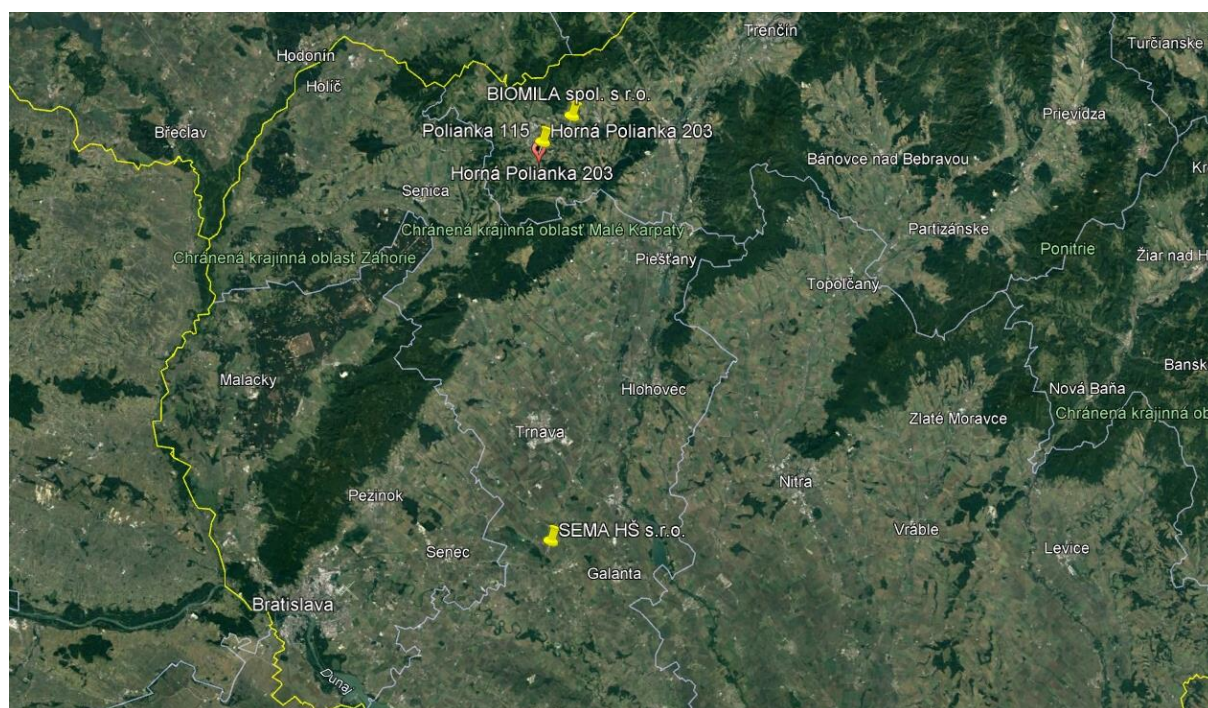 Trenčín
Turčianske
Hodonín
Holíč
BIOMILA spol. s r.o.
Prievidza
Břeclav
Polianka 115
Horná Polianka 203
Bánovce nad Bebravou
Horná Polianka 203
Senica
Chránená krajinná oblasť Malé Karpaty
Partizánske
Chránená krajinná oblasť Záhorie
Piešťany
Ponitrie
Žiar nad H
Topoľčany
Malacky
Hlohovec
Nová Baňa
Bansk
Zlaté Moravce
Chránená krajinná ob
Trnava
Nitra
Pezinok
SEMA HŠ s.r.o.
Vráble
Senec
Levice
Galanta
Bratislava
Dunaj